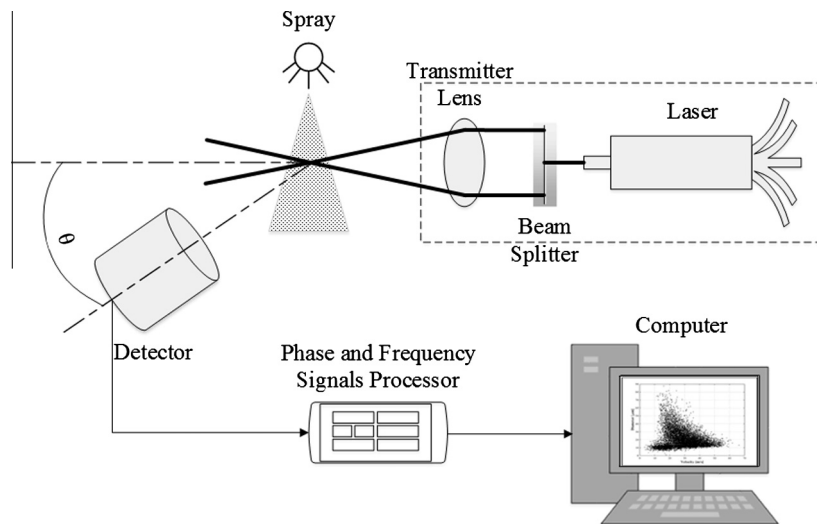 Spray
Transmitter
Lens
Laser
Beam
Splitter
θ
Detector
Phase and Frequency
Signals Processor
Computer